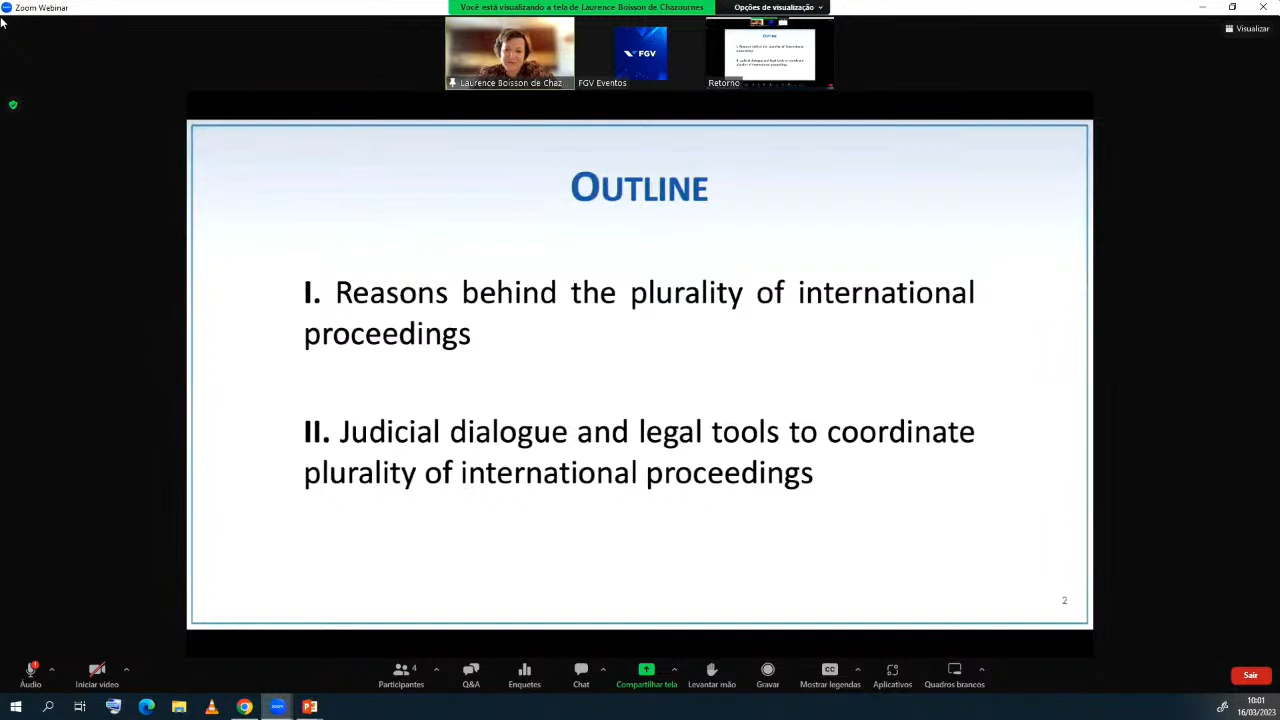 Zoom Webinar
Você está visualizando a tela de Laurence Boisson de Chazournes
Opções de visualização
Visualizar
FGV
Laurence Boisson de Chaz
FGV Eventos
Retorno
OUTLINE
I. Reasons behind the plurality of international
proceedings
II. Judicial dialogue and legal tools to coordinate
plurality of international proceedings
2
4
Áudio
Iniciar vídeo
Participantes
Q&A
Enquetes
Chat
Compartilhar tela
Levantar mão
Gravar
CC
Mostrar legendas
Aplicativos
Quadros brancos
Sair
zoom
10:01
16/03/2023